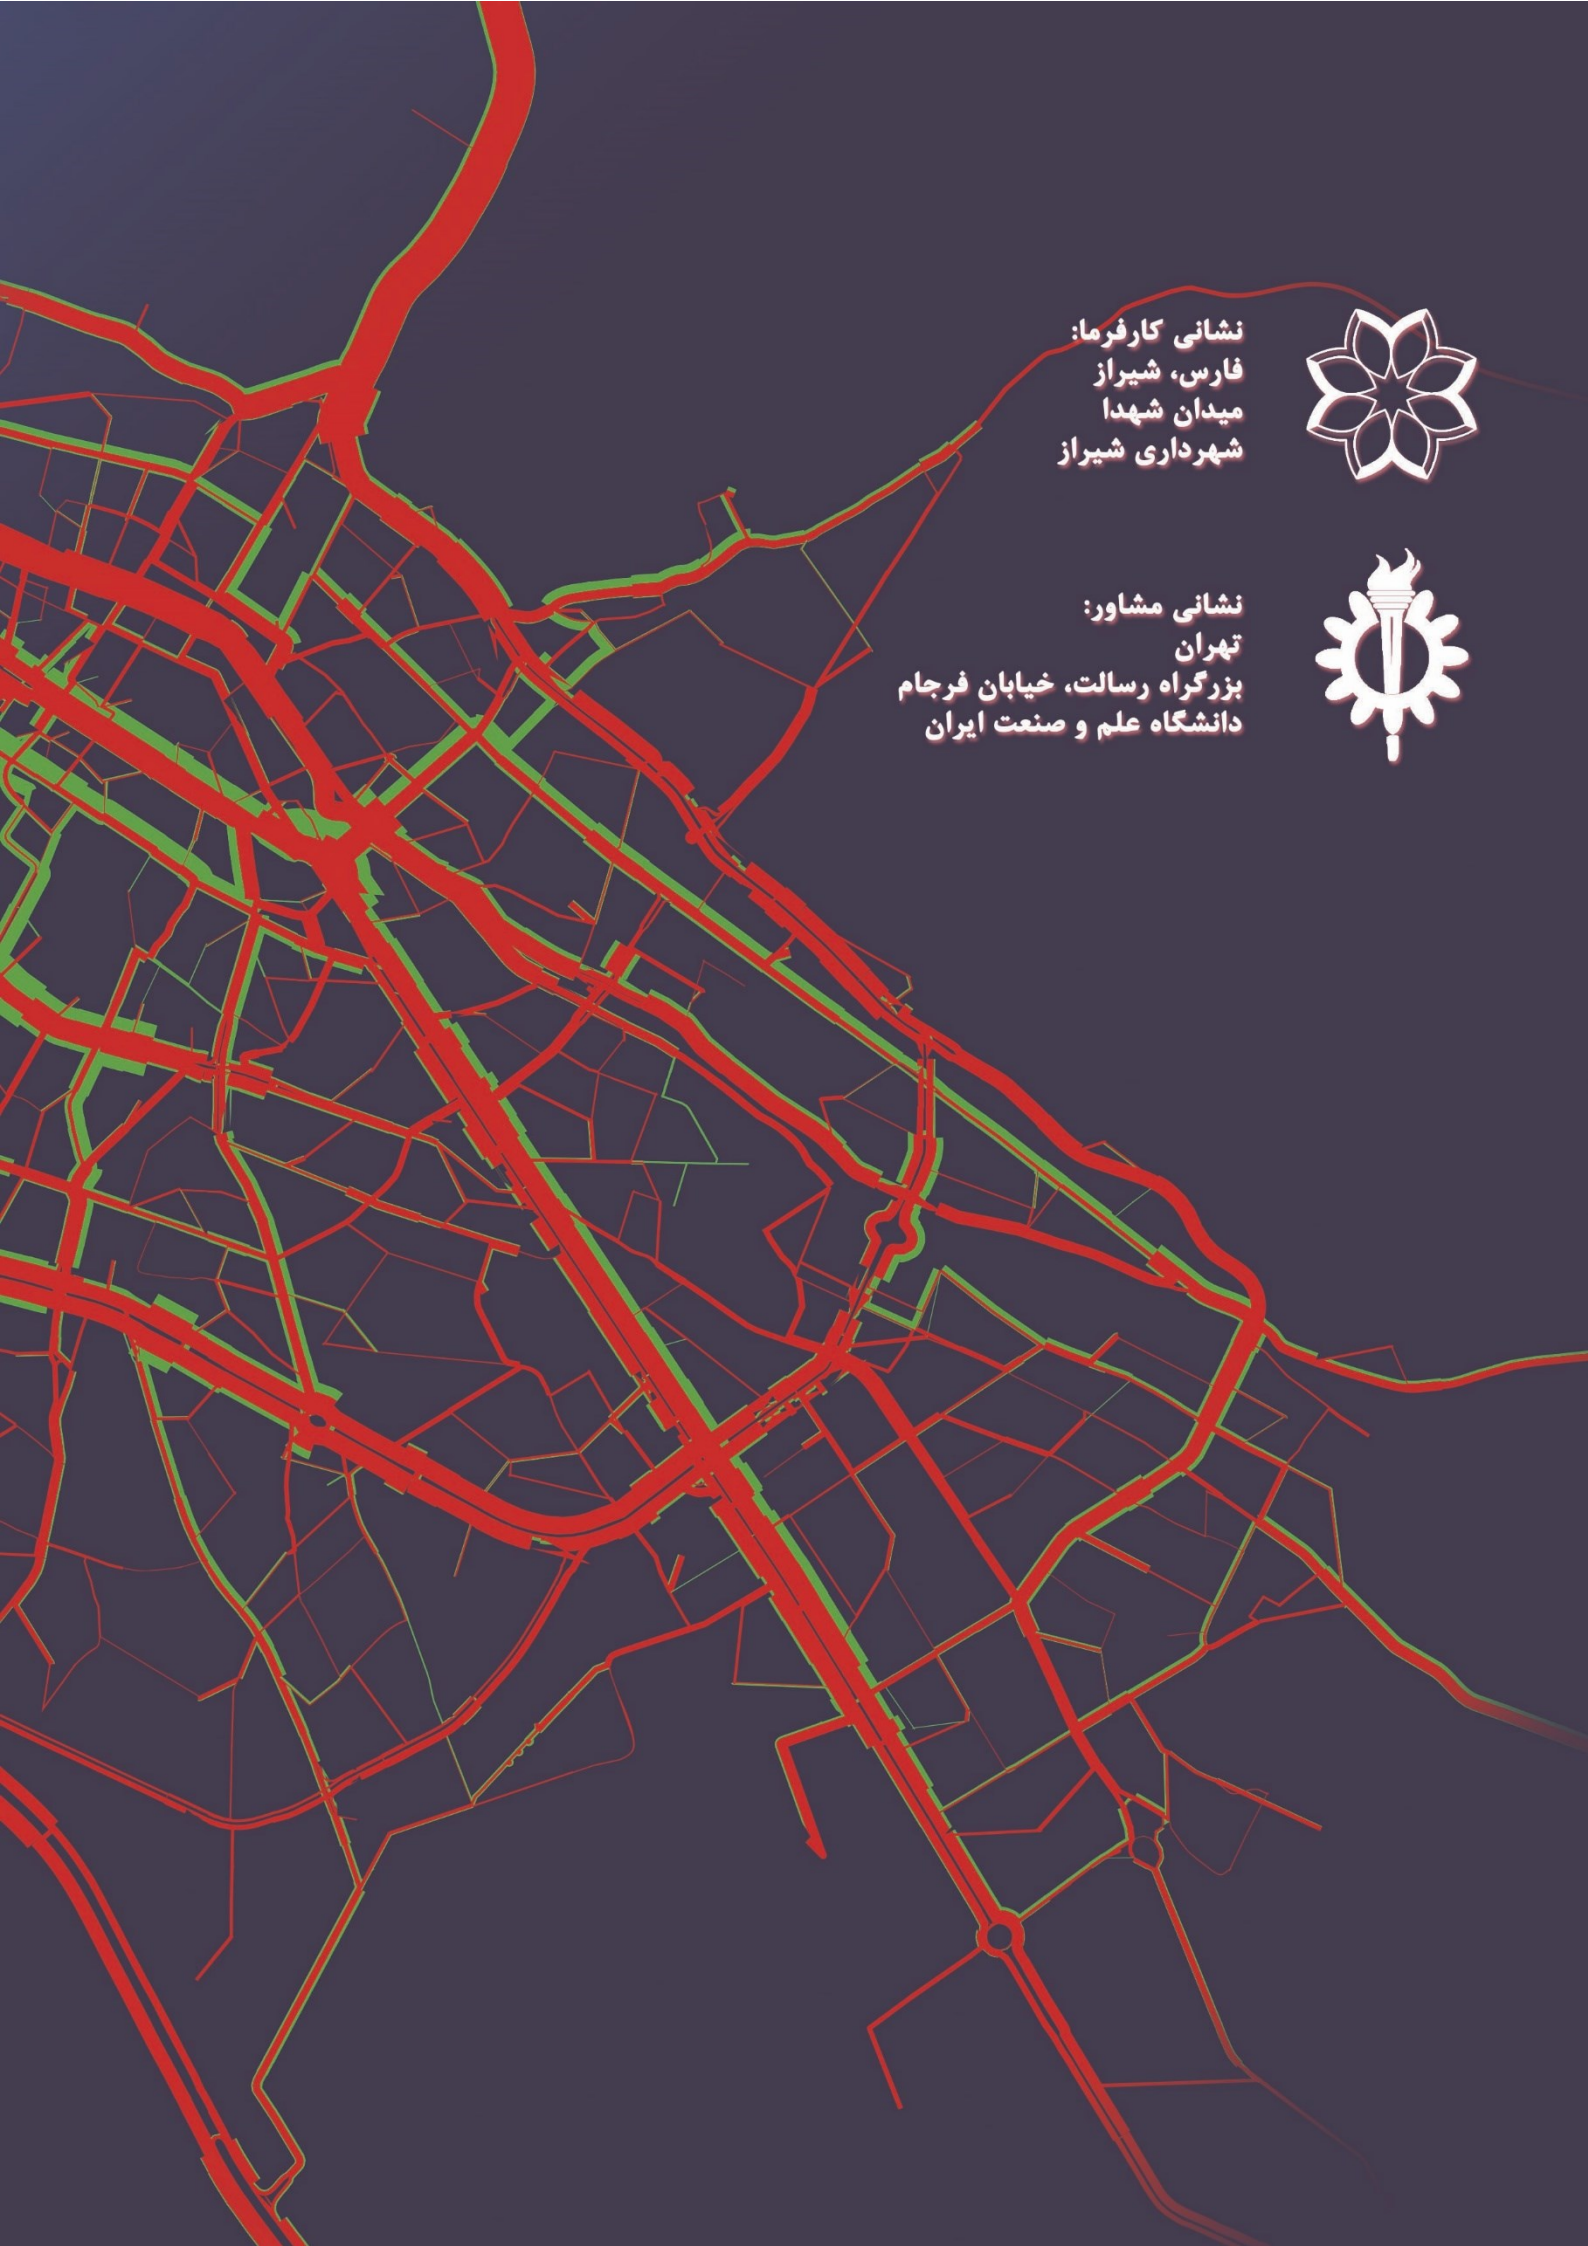 نشانی کارفرما:
فارس، شیراز
میدان شهدا
شهرداری شیراز
نشانی مشاور:
تهران
بزرگراه رسالت، خیابان فرجام
دانشگاه علم و صنعت ایران